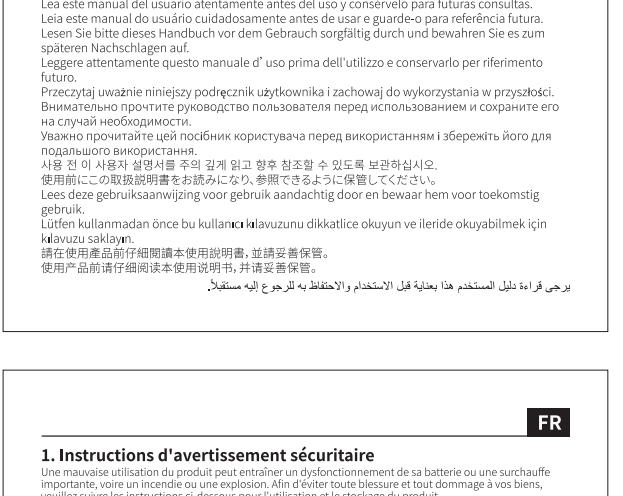 Lea este manual del usuario atentamente antes del uso y consérvelo para futuras consultas.
Leia este manual do usuário cuidadosamente antes de usar e guarde-o para referência futura.
Lesen Sie bitte dieses Handbuch vor dem Gebrauch sorgfältig durch und bewahren Sie es zum
späteren Nachschlagen auf.
Leggere attentamente questo manuale d’uso prima dell'utilizzo e conservarlo per riferimento
futuro.
Przeczytaj uważnie niniejszy podręcznik użytkownika i zachowaj do wykorzystania w przyszłości.
Внимательно прочтите руководство пользователя перед использованием и сохраните его
на случай необходимости.
Уважно прочитайте цей посібник користувача перед використанням і збережіть його для
подальшого використання.
사용 전 이 사용자 설명서를 주의 깊게 읽고 향후 참조할 수 있도록 보관하십시오.
使用前にこの取扱説明書をお読みになり、参照できるように保管してください。
Lees deze gebruiksaanwijzing voor gebruik aandachtig door en bewaar hem voor toekomstig
gebruik.
Lütfen kullanmadan önce bu kullanıcı kılavuzunu dikkatlice okuyun ve ileride okuyabilmek için
kılavuzu saklayın.
請在使用產品前仔細閱讀本使用說明書，並請妥善保管。
使用产品前请仔细阅读本使用说明书，并请妥善保管。
يرجى قراءة دليل المستخدم هذا بعناية قبل الاستخدام والاحتفاظ به للرجوع إليه مستقبلاً.
FR
1. Instructions d'avertissement sécuritaire
Une mauvaise utilisation du produit peut entraîner un dysfonctionnement de sa batterie ou une surchauffe
importante, voire un incendie ou une explosion. Afin d'éviter toute blessure et tout dommage à vos biens,
veuillez suivre les instructions ci-dessous pour l'utilisation et le stockage du produit.